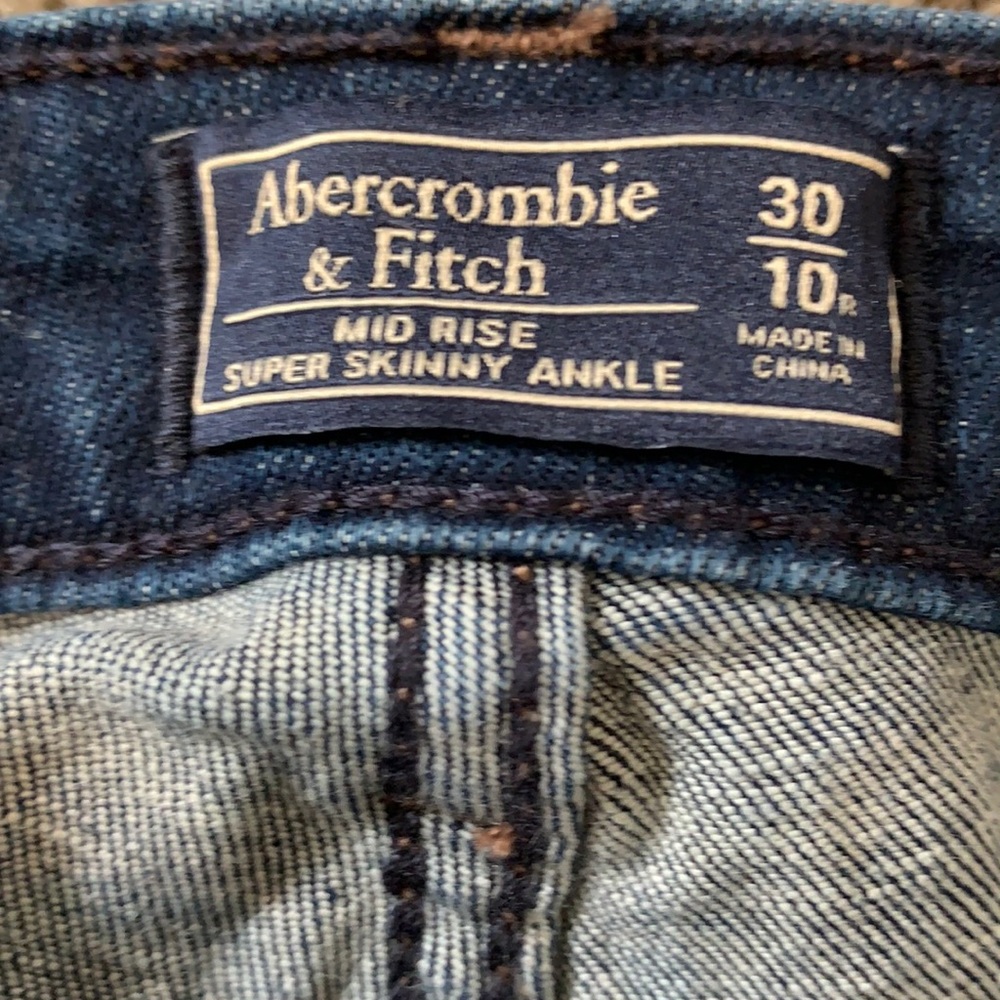 Abercrombie
& Fitch
MID RISE
SUPER SKINNY ANKLE
30
10R
MADE IN
CHINA